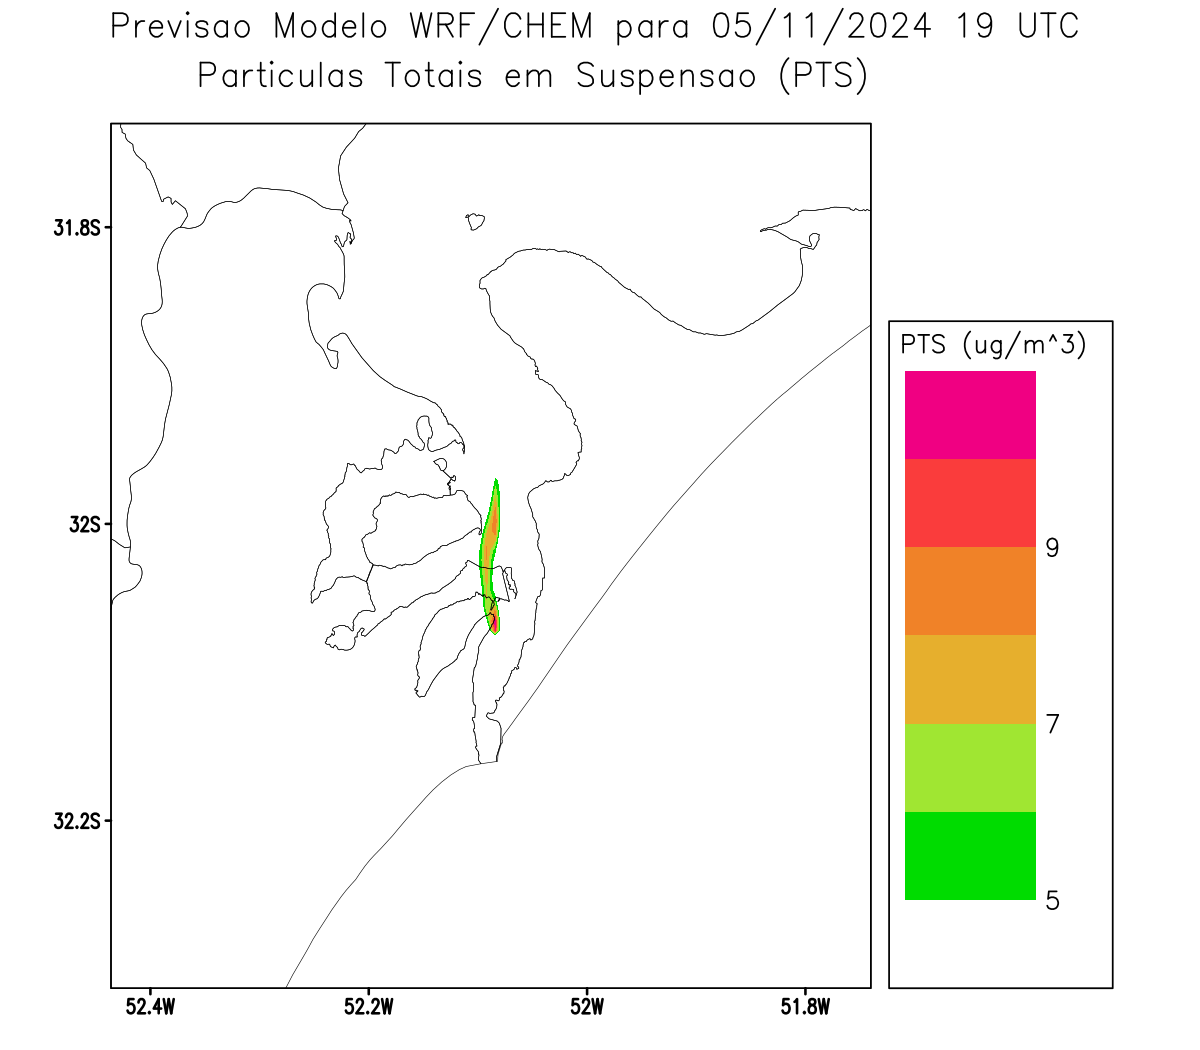 Previsao Modelo WRF/CHEM para 05/11/2024 19 UTC
Particulas Totais em Suspensao (PTS)
31.8S
32S
32.2S
52.4W
52.2W
52W
51.8W
PTS (ug/m^3)
9
7
5